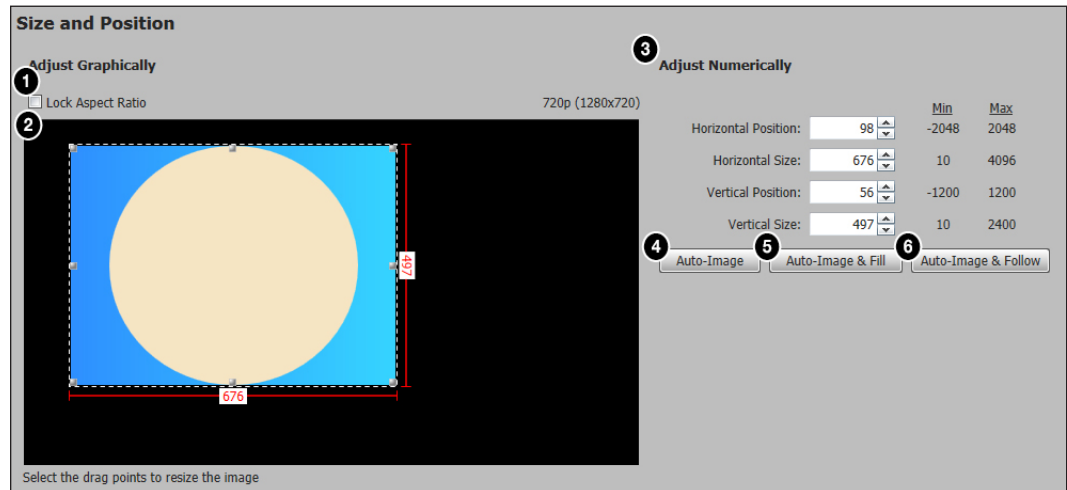 Size and Position
3
Adjust Graphically
Adjust Numerically
1
Lock Aspect Ratio
720p (1280x720)
Min Max
2
Horizontal Position: 98 -2048 2048
Horizontal Size: 676 10 4096
Vertical Position: 56 -1200 1200
Vertical Size: 497 10 2400
4 5 6
Auto-Image Auto-Image & Fill Auto-Image & Follow
497
676
Select the drag points to resize the image